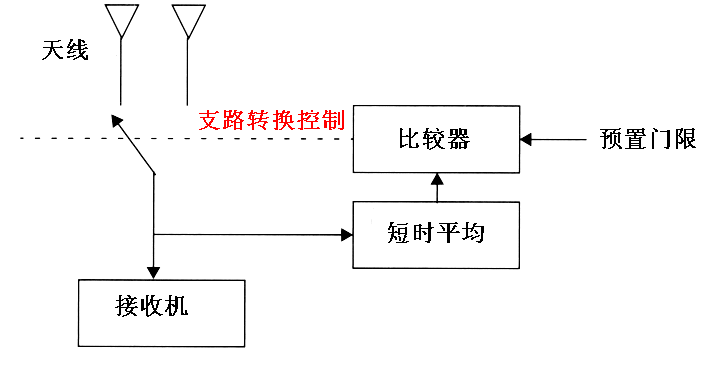 天线
支路转换控制
比较器
预置门限
短时平均
接收机